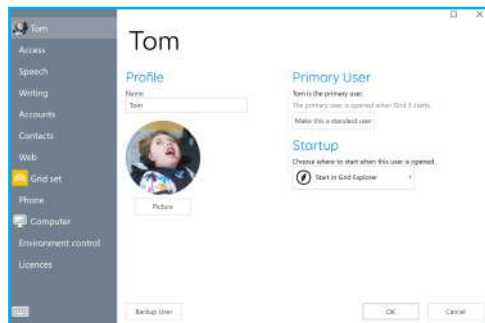 Tom
Access
Speech
Writing
Accounts
Contacts
Web
Grid set
Phone
Computer
Environment control
Licences
Tom
Profile
Name
Tom
Picture
Primary User
Tom is the primary user.
The primary user is opened when Grid 3 starts.
Make this a standard user
Startup
Choose where to start when this user is opened.
Start in Grid Explorer
Backup User
OK
Cancel